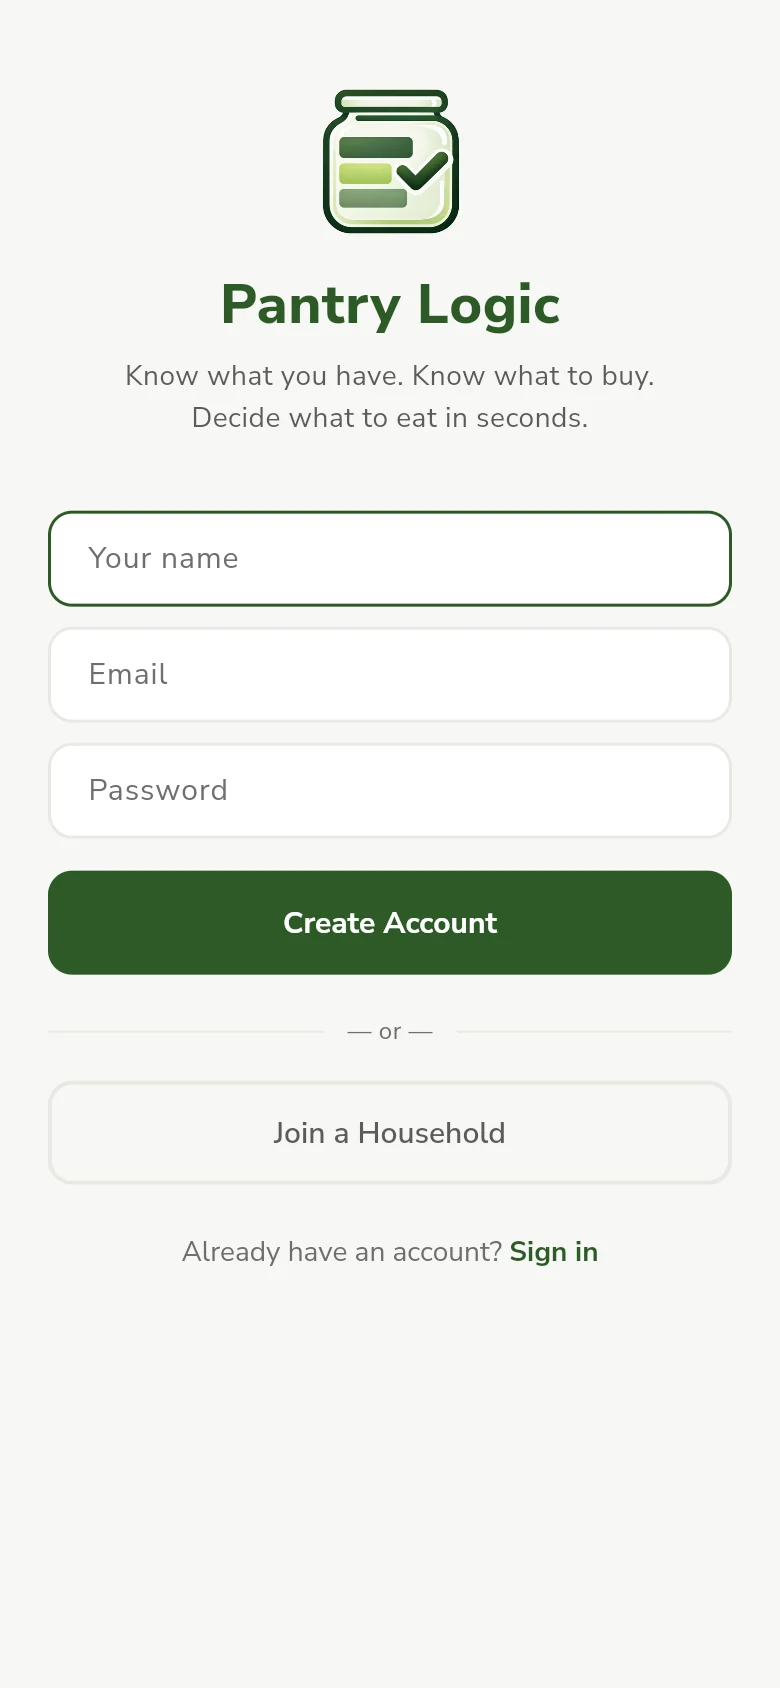 Pantry Logic
Know what you have. Know what to buy.
Decide what to eat in seconds.
Your name
Email
Password
Create Account
— or —
Join a Household
Already have an account? Sign in